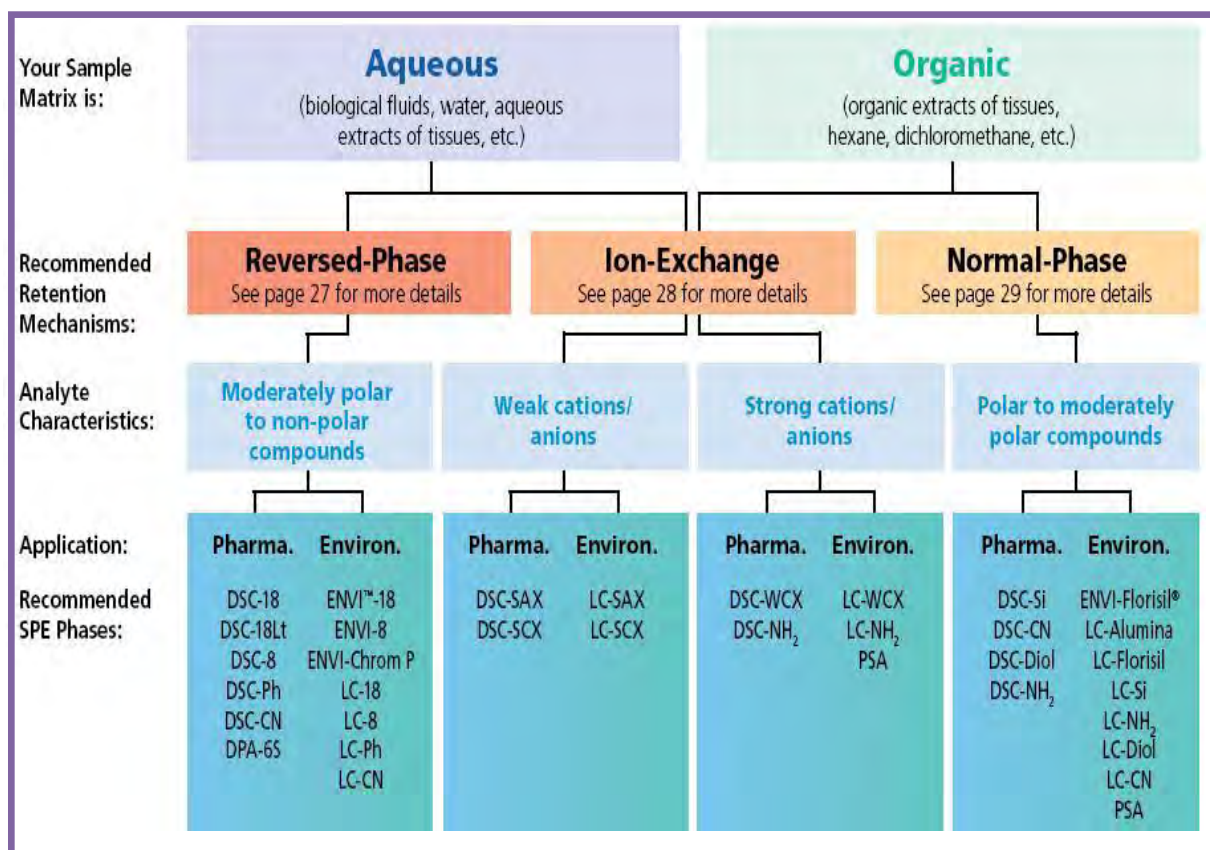 Your Sample
Matrix is:
Aqueous
(biological fluids, water, aqueous
extracts of tissues, etc.)
Organic
(organic extracts of tissues,
hexane, dichloromethane, etc.)
Recommended
Retention
Mechanisms:
Reversed-Phase
See page 27 for more details
Ion-Exchange
See page 28 for more details
Normal-Phase
See page 29 for more details
Analyte
Characteristics:
Moderately polar
to non-polar
compounds
Weak cations/
anions
Strong cations/
anions
Polar to moderately
polar compounds
Application:
Pharma. Environ.
Pharma. Environ.
Pharma. Environ.
Pharma. Environ.
Recommended
SPE Phases:
DSC-18
DSC-18Lt
DSC-8
DSC-Ph
DSC-CN
DPA-6S
ENVI™-18
ENVI-8
ENVI-Chrom P
LC-18
LC-8
LC-Ph
LC-CN
DSC-SAX
DSC-SCX
LC-SAX
LC-SCX
DSC-WCX
DSC-NH₂
LC-WCX
LC-NH₂
PSA
DSC-Si
DSC-CN
DSC-Diol
DSC-NH₂
ENVI-Florisil®
LC-Alumina
LC-Florisil
LC-Si
LC-NH₂
LC-Diol
LC-CN
PSA